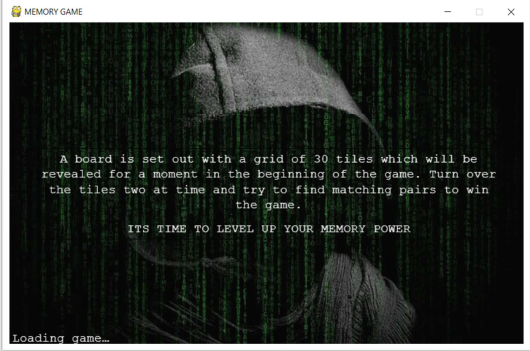 MEMORY GAME
A board is set out with a grid of 30 tiles which will be
revealed for a moment in the beginning of the game. Turn over
the tiles two at time and try to find matching pairs to win
the game.
ITS TIME TO LEVEL UP YOUR MEMORY POWER
Loading game…